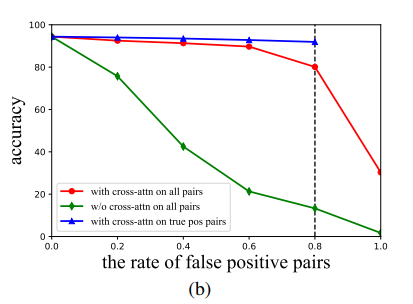 100
80
60
40
20
0
accuracy
with cross-attn on all pairs
w/o cross-attn on all pairs
with cross-attn on true pos pairs
0.0 0.2 0.4 0.6 0.8 1.0
the rate of false positive pairs
(b)